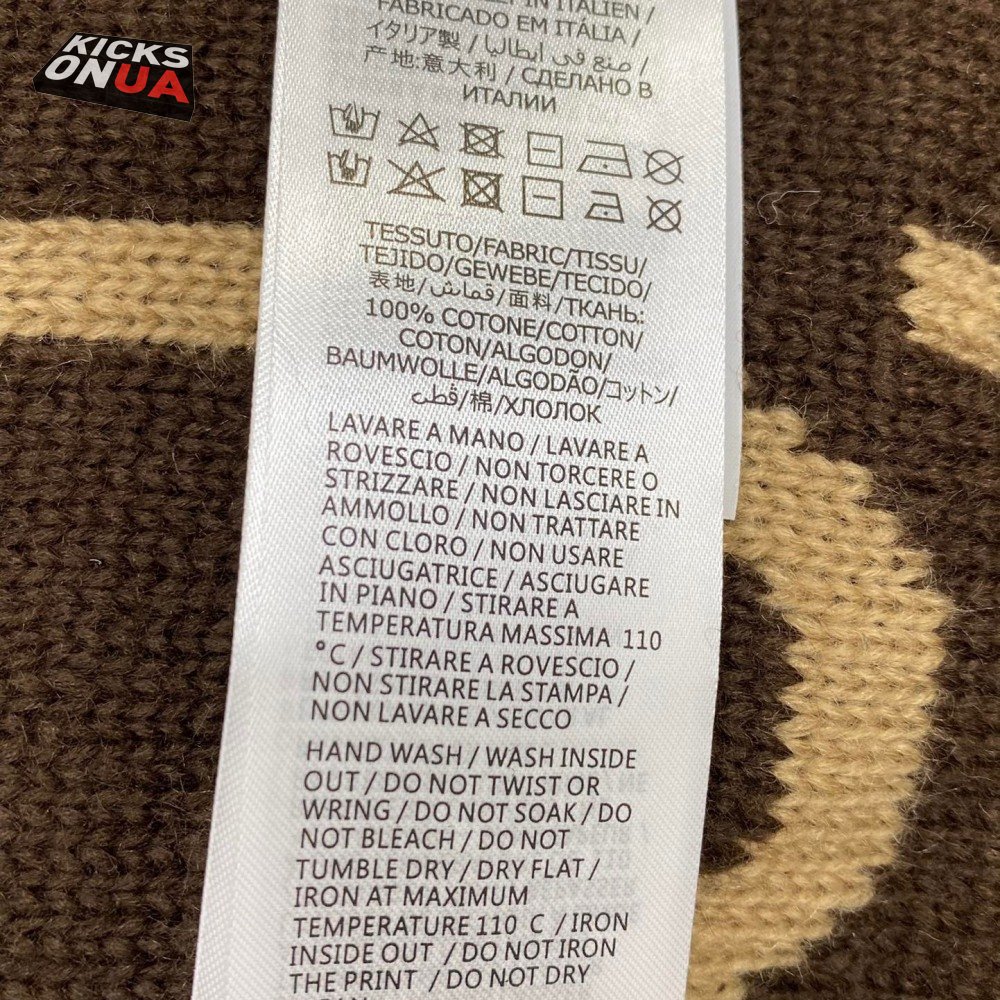 KICKS
ONUA
IN ITALIEN /
FABRICADO EM ITÁLIA /
イタリア製 / صنع في ايطاليا /
产地:意大利 / СДЕЛАНО В
ИТАЛИИ
TESSUTO/FABRIC/TISSU/
TEJIDO/GEWEBE/TECIDO/
表地/قماش/面料/ТКАНЬ:
100% COTONE/COTTON/
COTON/ALGODON/
BAUMWOLLE/ALGODÃO/コットン/
قطن/棉/ХЛОПОК
LAVARE A MANO / LAVARE A
ROVESCIO / NON TORCERE O
STRIZZARE / NON LASCIARE IN
AMMOLLO / NON TRATTARE
CON CLORO / NON USARE
ASCIUGATRICE / ASCIUGARE
IN PIANO / STIRARE A
TEMPERATURA MASSIMA 110
°C / STIRARE A ROVESCIO /
NON STIRARE LA STAMPA /
NON LAVARE A SECCO
HAND WASH / WASH INSIDE
OUT / DO NOT TWIST OR
WRING / DO NOT SOAK / DO
NOT BLEACH / DO NOT
TUMBLE DRY / DRY FLAT /
IRON AT MAXIMUM
TEMPERATURE 110 C / IRON
INSIDE OUT / DO NOT IRON
THE PRINT / DO NOT DRY